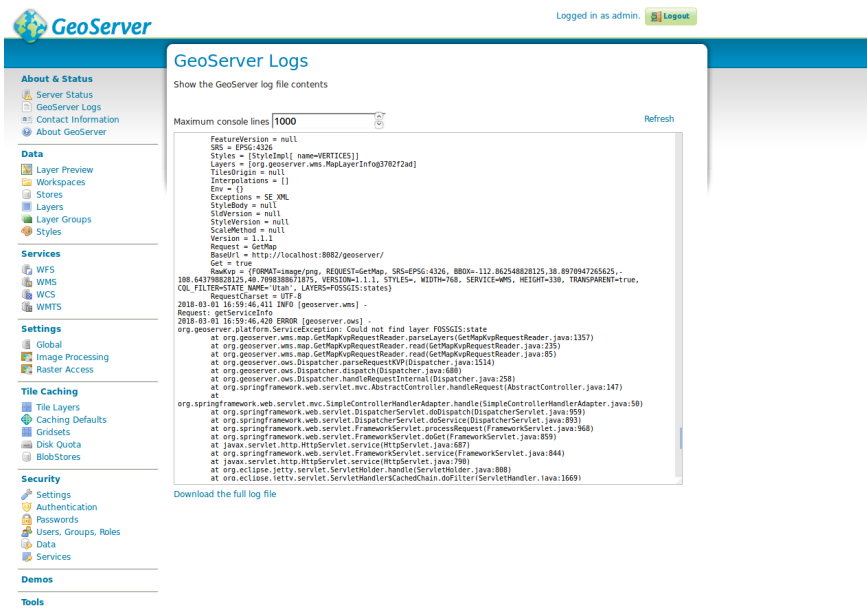 GeoServer
Logged in as admin.
Logout
About & Status
Server Status
GeoServer Logs
Contact Information
About GeoServer
Data
Layer Preview
Workspaces
Stores
Layers
Layer Groups
Styles
Services
WFS
WMS
WCS
WMTS
Settings
Global
Image Processing
Raster Access
Tile Caching
Tile Layers
Caching Defaults
Gridsets
Disk Quota
BlobStores
Security
Settings
Authentication
Passwords
Users, Groups, Roles
Data
Services
Demos
Tools
GeoServer Logs
Show the GeoServer log file contents
Maximum console lines 1000
Refresh
FeatureVersion = null
SRS = EPSG:4326
Styles = [StyleImpl[ name=VERTICES]]
Layers = [org.geoserver.wms.MapLayerInfo@3702f2ad]
TilesOrigin = null
Interpolations = []
Env = {}
Exceptions = SE_XML
StyleBody = null
SldVersion = null
StyleVersion = null
ScaleMethod = null
Version = 1.1.1
Request = GetMap
BaseUrl = http://localhost:8082/geoserver/
Get = true
RawKvp = {FORMAT=image/png, REQUEST=GetMap, SRS=EPSG:4326, BBOX=-112.862548828125,38.8970947265625,-
108.643798828125,40.7098388671875, VERSION=1.1.1, STYLES=, WIDTH=768, SERVICE=WMS, HEIGHT=330, TRANSPARENT=true,
CQL_FILTER=STATE_NAME='Utah', LAYERS=FOSSGIS:states}
RequestCharset = UTF-8
2018-03-01 16:59:46,411 INFO [geoserver.wms] -
Request: getServiceInfo
2018-03-01 16:59:46,420 ERROR [geoserver.ows] -
org.geoserver.platform.ServiceException: Could not find layer FOSSGIS:state
at org.geoserver.wms.map.GetMapKvpRequestReader.parseLayers(GetMapKvpRequestReader.java:1357)
at org.geoserver.wms.map.GetMapKvpRequestReader.read(GetMapKvpRequestReader.java:235)
at org.geoserver.wms.map.GetMapKvpRequestReader.read(GetMapKvpRequestReader.java:85)
at org.geoserver.ows.Dispatcher.parseRequestKVP(Dispatcher.java:1514)
at org.geoserver.ows.Dispatcher.dispatch(Dispatcher.java:680)
at org.geoserver.ows.Dispatcher.handleRequestInternal(Dispatcher.java:258)
at org.springframework.web.servlet.mvc.AbstractController.handleRequest(AbstractController.java:147)
at
org.springframework.web.servlet.mvc.SimpleControllerHandlerAdapter.handle(SimpleControllerHandlerAdapter.java:50)
at org.springframework.web.servlet.DispatcherServlet.doDispatch(DispatcherServlet.java:959)
at org.springframework.web.servlet.DispatcherServlet.doService(DispatcherServlet.java:893)
at org.springframework.web.servlet.FrameworkServlet.processRequest(FrameworkServlet.java:968)
at org.springframework.web.servlet.FrameworkServlet.doGet(FrameworkServlet.java:859)
at javax.servlet.http.HttpServlet.service(HttpServlet.java:687)
at org.springframework.web.servlet.FrameworkServlet.service(FrameworkServlet.java:844)
at javax.servlet.http.HttpServlet.service(HttpServlet.java:790)
at org.eclipse.jetty.servlet.ServletHolder.handle(ServletHolder.java:808)
at org.eclipse.jetty.servlet.ServletHandler$CachedChain.doFilter(ServletHandler.java:1669)
Download the full log file